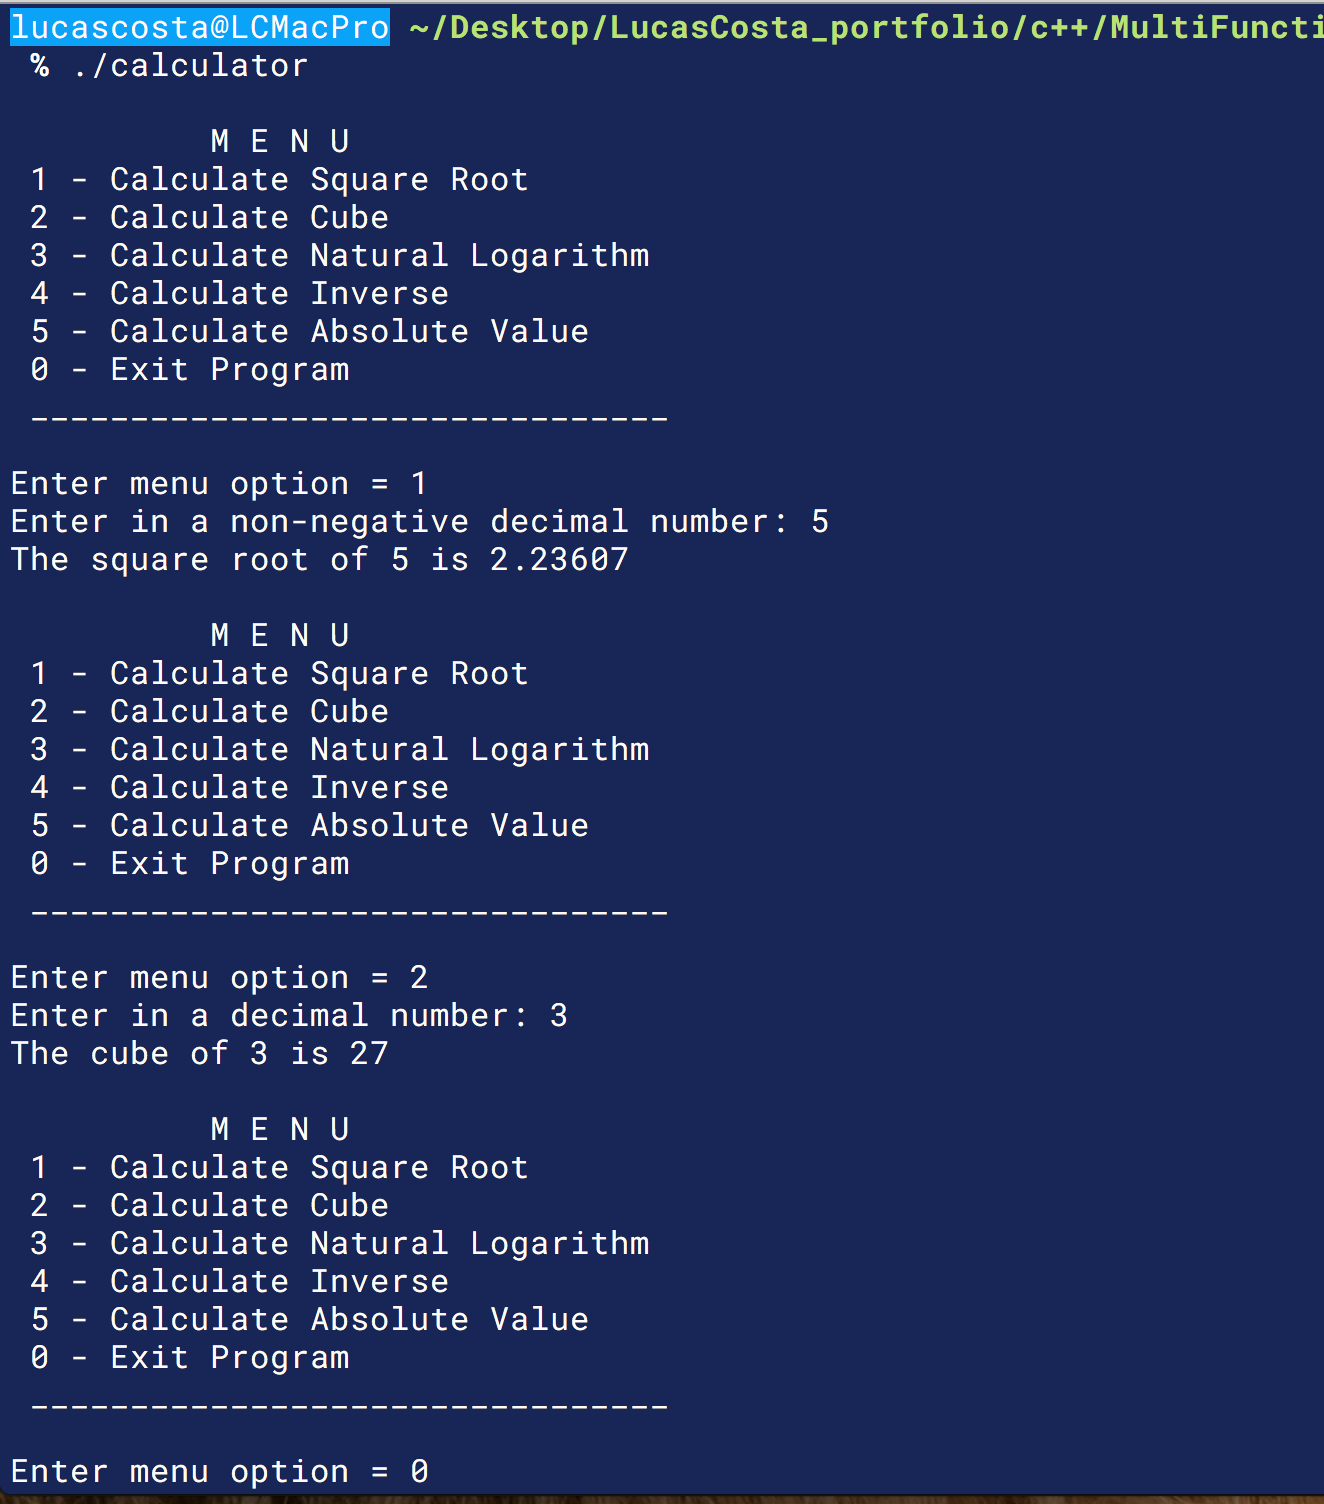 lucascosta@LCMacPro ~/Desktop/LucasCosta_portfolio/c++/MultiFuncti
% ./calculator
M E N U
1 - Calculate Square Root
2 - Calculate Cube
3 - Calculate Natural Logarithm
4 - Calculate Inverse
5 - Calculate Absolute Value
0 - Exit Program
________________________________
Enter menu option = 1
Enter in a non-negative decimal number: 5
The square root of 5 is 2.23607
M E N U
1 - Calculate Square Root
2 - Calculate Cube
3 - Calculate Natural Logarithm
4 - Calculate Inverse
5 - Calculate Absolute Value
0 - Exit Program
________________________________
Enter menu option = 2
Enter in a decimal number: 3
The cube of 3 is 27
M E N U
1 - Calculate Square Root
2 - Calculate Cube
3 - Calculate Natural Logarithm
4 - Calculate Inverse
5 - Calculate Absolute Value
0 - Exit Program
________________________________
Enter menu option = 0